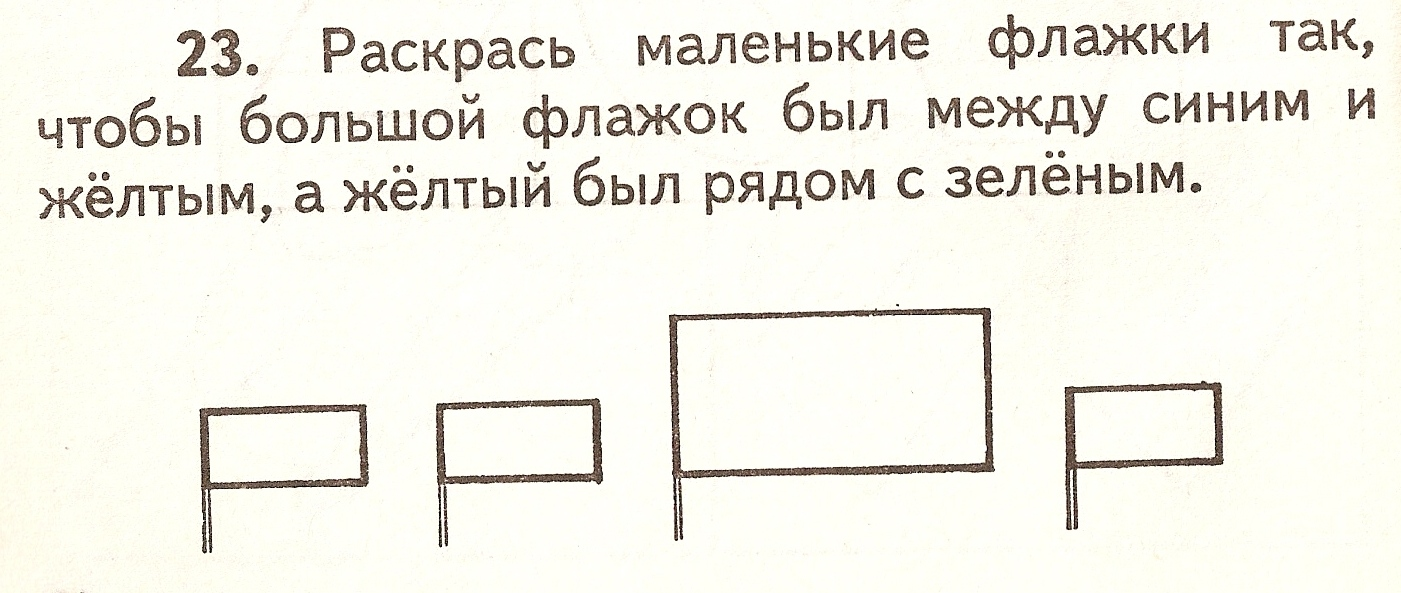 23. Раскрась маленькие флажки так,
чтобы большой флажок был между синим и
жёлтым, а жёлтый был рядом с зелёным.